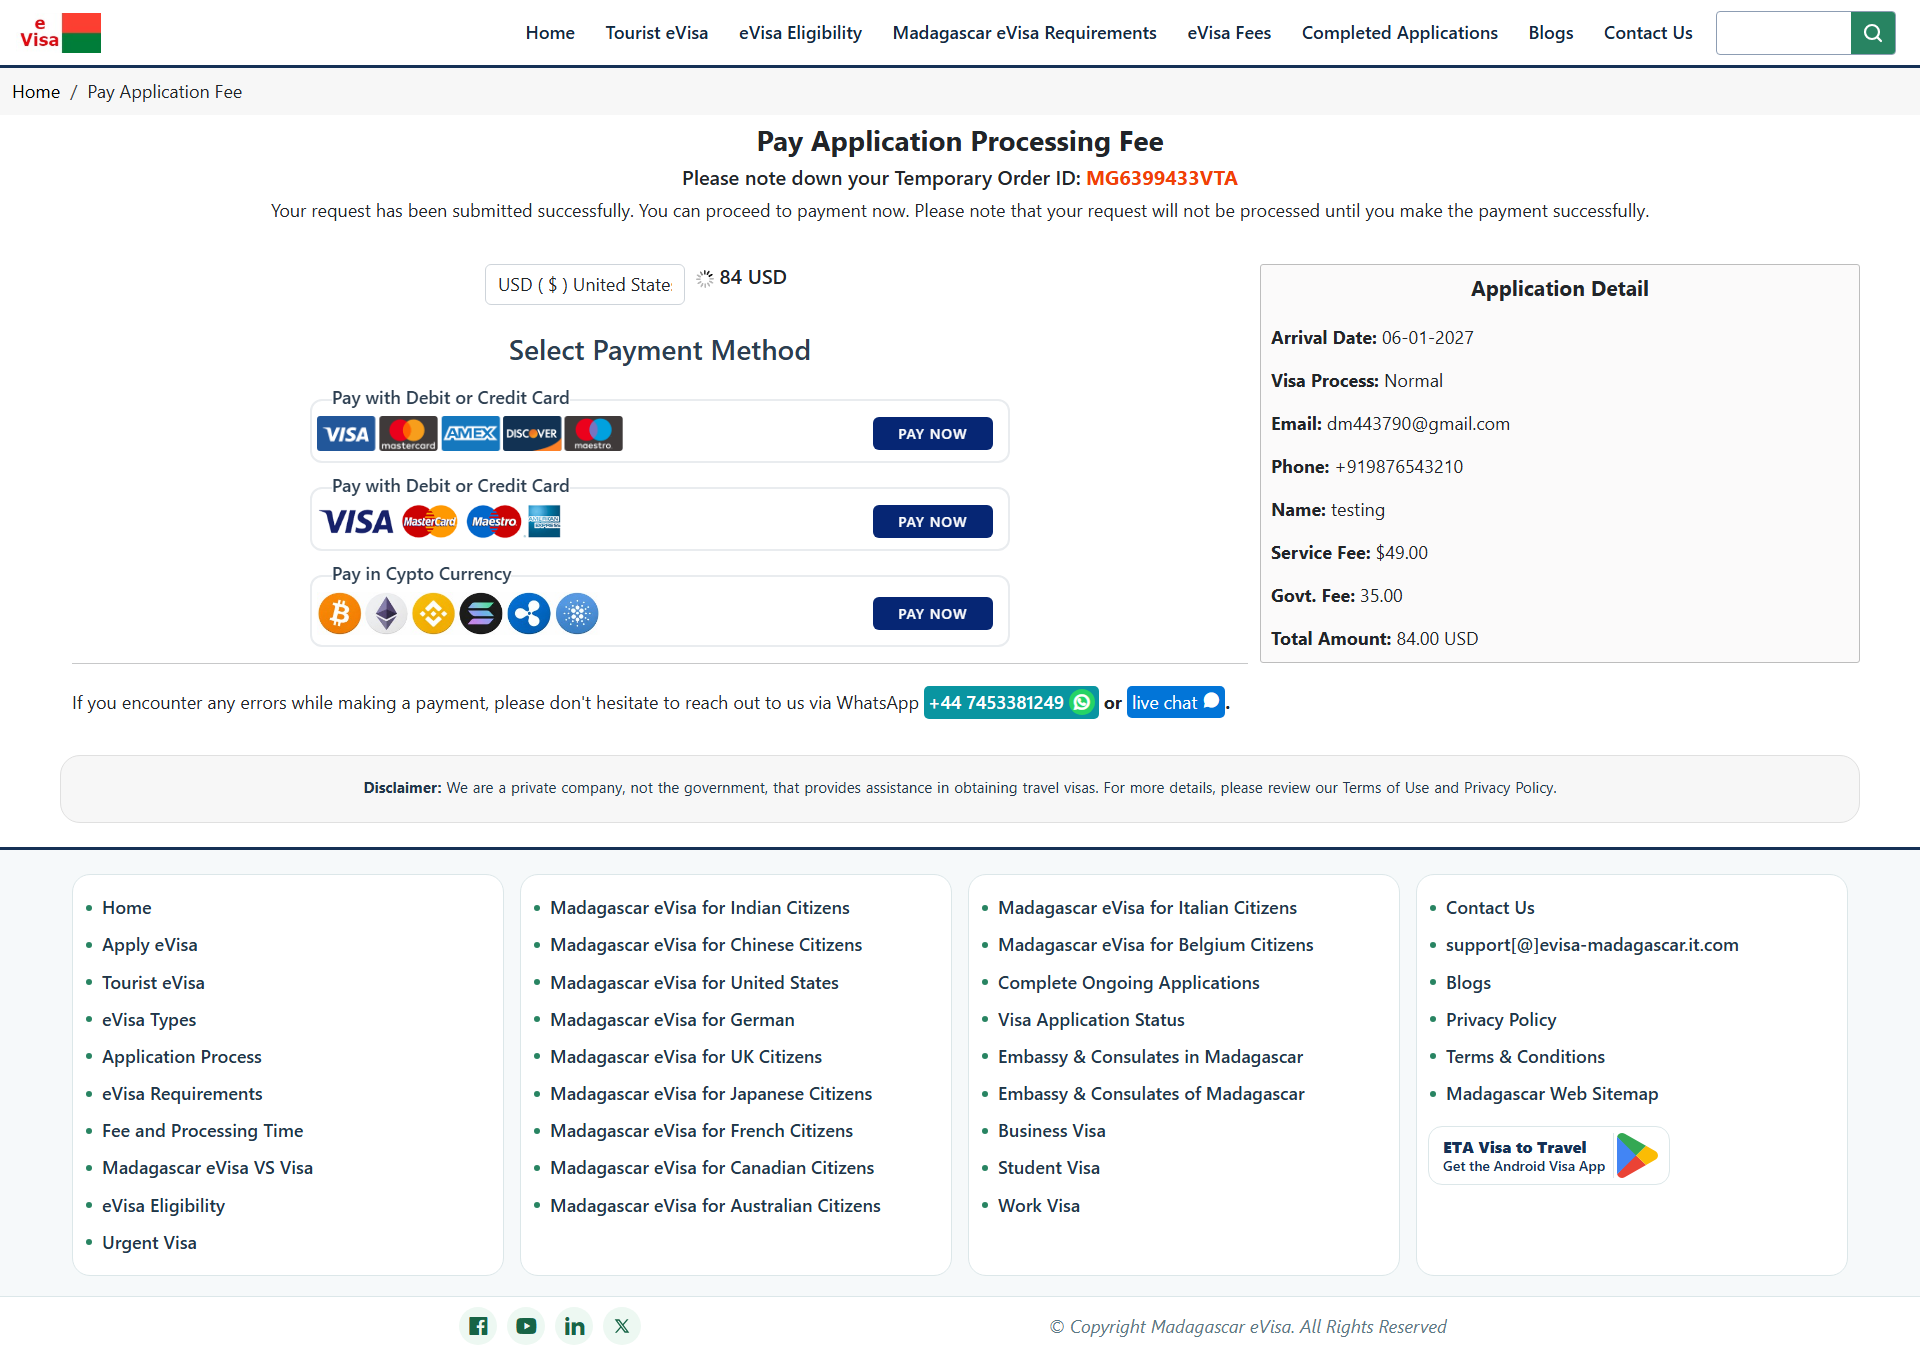 e
Visa
Home Tourist eVisa eVisa Eligibility Madagascar eVisa Requirements eVisa Fees Completed Applications Blogs Contact Us
Home / Pay Application Fee
Pay Application Processing Fee
Please note down your Temporary Order ID: MG6399433VTA
Your request has been submitted successfully. You can proceed to payment now. Please note that your request will not be processed until you make the payment successfully.
USD ( $ ) United State
84 USD
Select Payment Method
Pay with Debit or Credit Card
VISA mastercard AMEX DISCOVER maestro
PAY NOW
Pay with Debit or Credit Card
VISA MasterCard Maestro AMERICAN EXPRESS
PAY NOW
Pay in Cypto Currency
PAY NOW
Application Detail
Arrival Date: 06-01-2027
Visa Process: Normal
Email: dm443790@gmail.com
Phone: +919876543210
Name: testing
Service Fee: $49.00
Govt. Fee: 35.00
Total Amount: 84.00 USD
If you encounter any errors while making a payment, please don't hesitate to reach out to us via WhatsApp +44 7453381249 or live chat .
Disclaimer: We are a private company, not the government, that provides assistance in obtaining travel visas. For more details, please review our Terms of Use and Privacy Policy.
Home
Apply eVisa
Tourist eVisa
eVisa Types
Application Process
eVisa Requirements
Fee and Processing Time
Madagascar eVisa VS Visa
eVisa Eligibility
Urgent Visa
Madagascar eVisa for Indian Citizens
Madagascar eVisa for Chinese Citizens
Madagascar eVisa for United States
Madagascar eVisa for German
Madagascar eVisa for UK Citizens
Madagascar eVisa for Japanese Citizens
Madagascar eVisa for French Citizens
Madagascar eVisa for Canadian Citizens
Madagascar eVisa for Australian Citizens
Madagascar eVisa for Italian Citizens
Madagascar eVisa for Belgium Citizens
Complete Ongoing Applications
Visa Application Status
Embassy & Consulates in Madagascar
Embassy & Consulates of Madagascar
Business Visa
Student Visa
Work Visa
Contact Us
support[@]evisa-madagascar.it.com
Blogs
Privacy Policy
Terms & Conditions
Madagascar Web Sitemap
ETA Visa to Travel
Get the Android Visa App
© Copyright Madagascar eVisa. All Rights Reserved